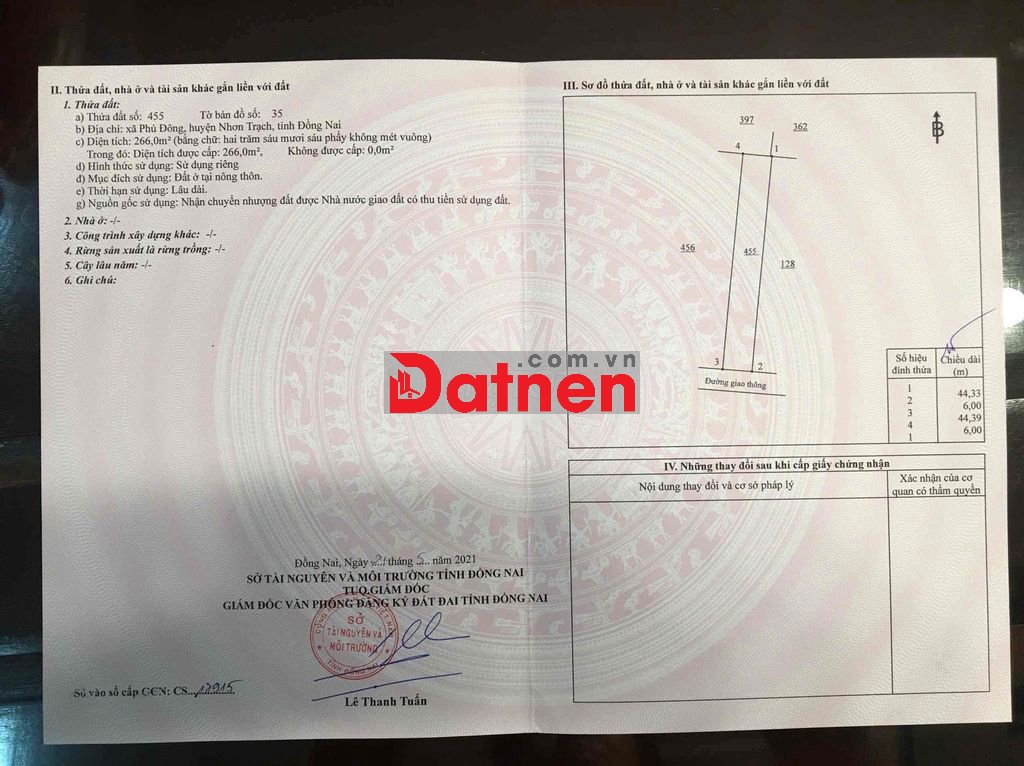 II. Thửa đất, nhà ở và tài sản khác gắn liền với đất
1. Thửa đất:
a) Thửa đất số: 455 Tờ bản đồ số: 35
b) Địa chỉ: xã Phú Đông, huyện Nhơn Trạch, tỉnh Đồng Nai
c) Diện tích: 266,0m² (bằng chữ: hai trăm sáu mươi sáu phẩy không mét vuông)
Trong đó: Diện tích được cấp: 266,0m², Không được cấp: 0,0m²
d) Hình thức sử dụng: Sử dụng riêng
đ) Mục đích sử dụng: Đất ở tại nông thôn.
e) Thời hạn sử dụng: Lâu dài.
g) Nguồn gốc sử dụng: Nhận chuyển nhượng đất được Nhà nước giao đất có thu tiền sử dụng đất.
2. Nhà ở: -/-
3. Công trình xây dựng khác: -/-
4. Rừng sản xuất là rừng trồng: -/-
5. Cây lâu năm: -/-
6. Ghi chú:
Đồng Nai, Ngày tháng 5 năm 2021
SỞ TÀI NGUYÊN VÀ MÔI TRƯỜNG TỈNH ĐỒNG NAI
TUQ.GIÁM ĐỐC
GIÁM ĐỐC VĂN PHÒNG ĐĂNG KÝ ĐẤT ĐAI TỈNH ĐỒNG NAI
SỞ
TÀI NGUYÊN VÀ
MÔI TRƯỜNG
TỈNH ĐỒNG NAI
Số vào sổ cấp GCN: CS 12915
Lê Thanh Tuấn
.com.vn
Datnen
III. Sơ đồ thửa đất, nhà ở và tài sản khác gắn liền với đất
397
362
B
4
1
456
455
128
3
2
Đường giao thông
Số hiệu đỉnh thửa
Chiều dài (m)
1
44,33
2
6,00
3
44,39
4
6,00
1
IV. Những thay đổi sau khi cấp giấy chứng nhận
Nội dung thay đổi và cơ sở pháp lý
Xác nhận của cơ quan có thẩm quyền